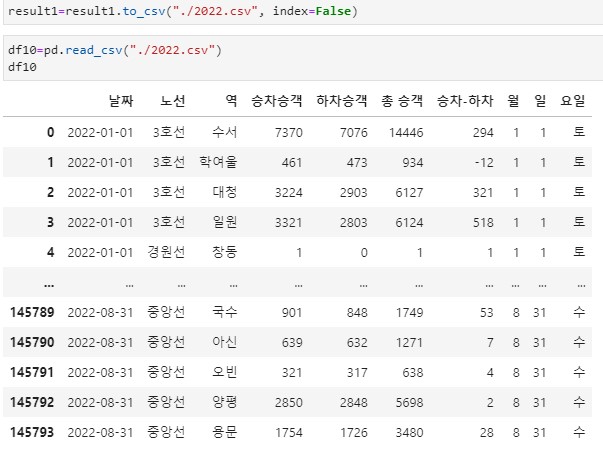 result1=result1.to_csv("./2022.csv", index=False)
df10=pd.read_csv("./2022.csv")
df10
날짜 노선 역 승차승객 하차승객 총 승객 승차-하차 월 일 요일
0 2022-01-01 3호선 수서 7370 7076 14446 294 1 1 토
1 2022-01-01 3호선 학여울 461 473 934 -12 1 1 토
2 2022-01-01 3호선 대청 3224 2903 6127 321 1 1 토
3 2022-01-01 3호선 일원 3321 2803 6124 518 1 1 토
4 2022-01-01 경원선 창동 1 0 1 1 1 1 토
... ... ... ... ... ... ... ... ... ... ...
145789 2022-08-31 중앙선 국수 901 848 1749 53 8 31 수
145790 2022-08-31 중앙선 아신 639 632 1271 7 8 31 수
145791 2022-08-31 중앙선 오빈 321 317 638 4 8 31 수
145792 2022-08-31 중앙선 양평 2850 2848 5698 2 8 31 수
145793 2022-08-31 중앙선 용문 1754 1726 3480 28 8 31 수